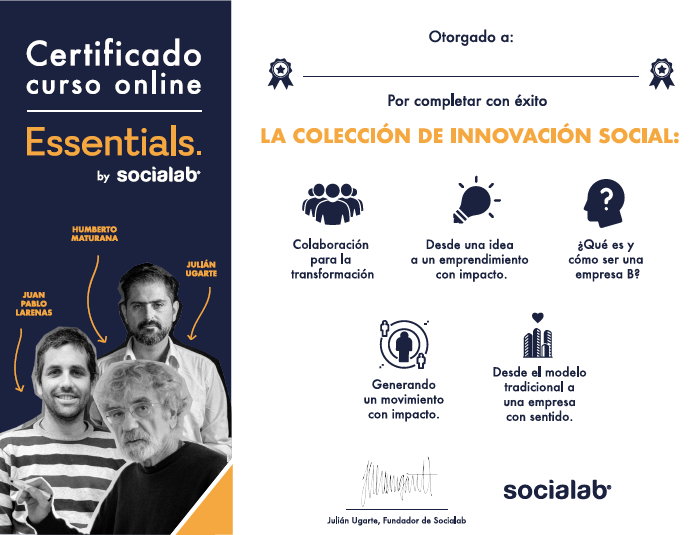 Certificado
curso online
Essentials.
by socialab
HUMBERTO
MATURANA
JULIÁN
UGARTE
JUAN
PABLO
LARENAS
Otorgado a:
Por completar con éxito
LA COLECCIÓN DE INNOVACIÓN SOCIAL:
Colaboración
para la
transformación
Desde una idea
a un emprendimiento
con impacto.
?
¿Qué es y
cómo ser una
empresa B?
Generando
un movimiento
con impacto.
Desde el modelo
tradicional a
una empresa
con sentido.
Julián Ugarte, Fundador de Socialab
socialab